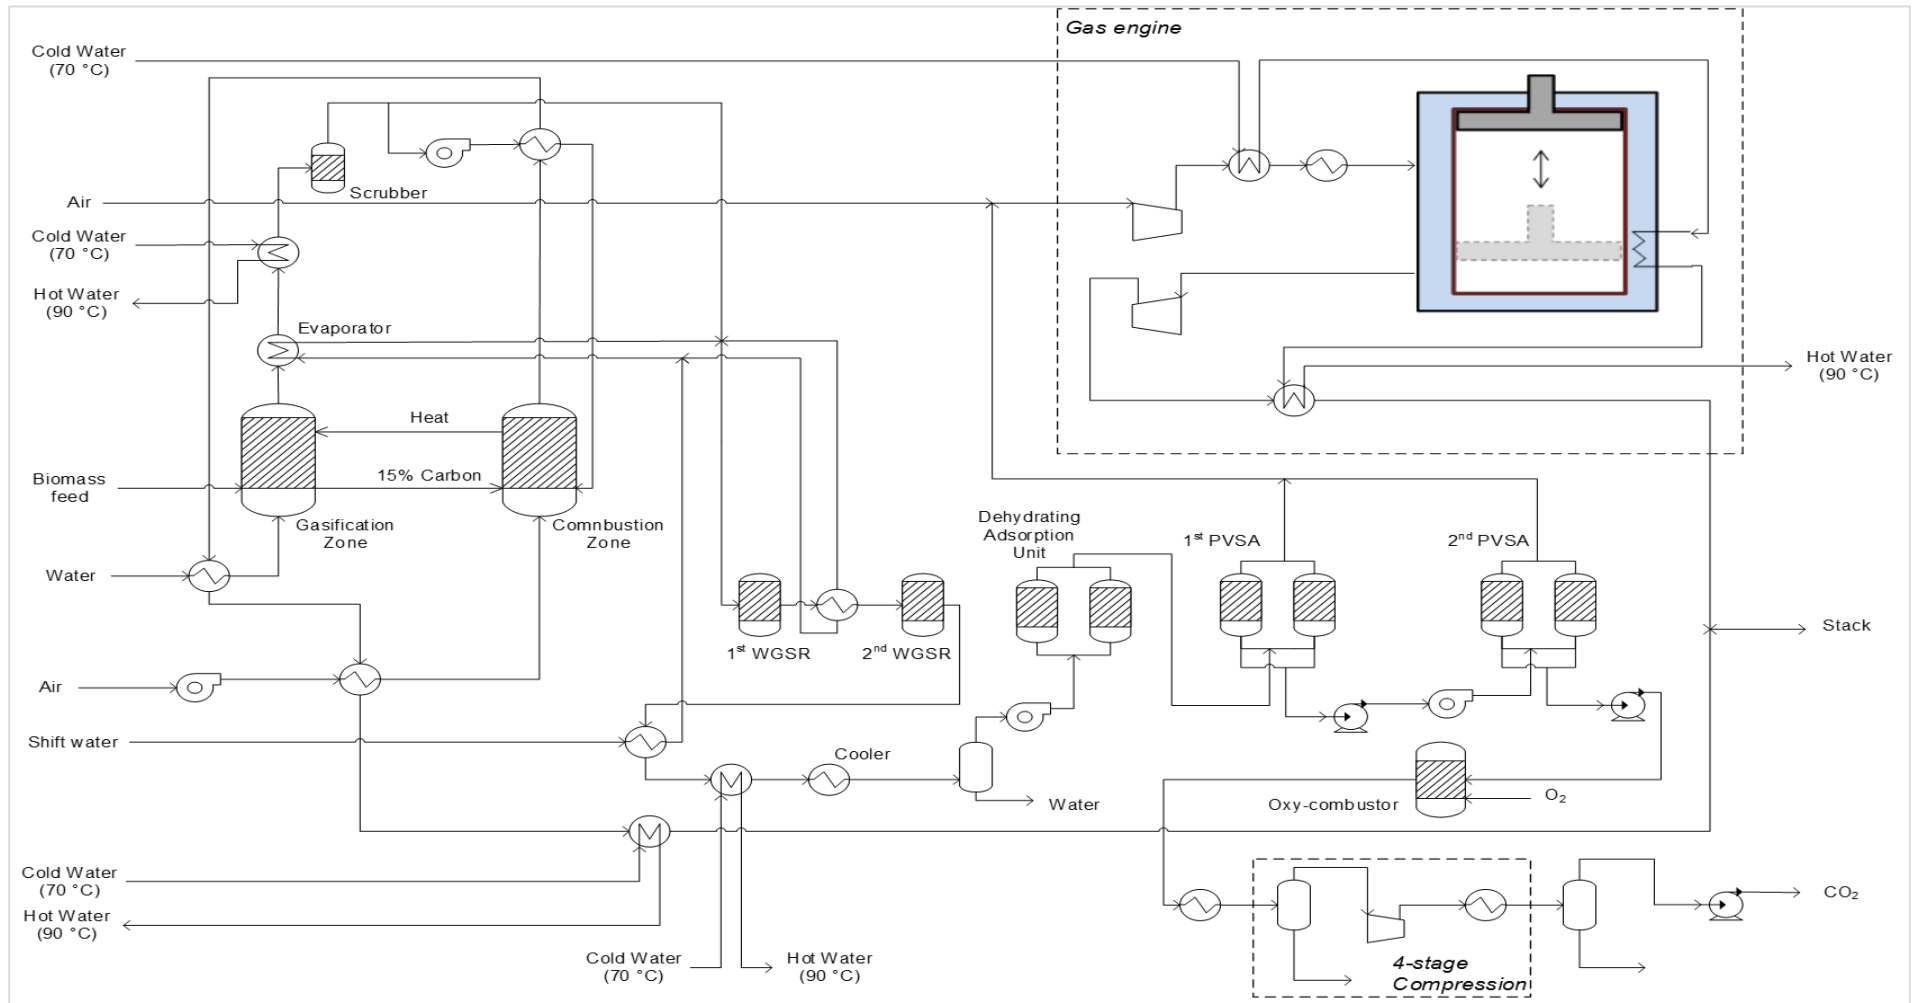 Gas engine
Cold Water
(70 °C)
Scrubber
Air
Cold Water
(70 °C)
Hot Water
(90 °C)
Evaporator
Hot Water
(90 °C)
Heat
15% Carbon
Biomass
feed
Gasification
Zone
Comnbustion
Zone
Dehydrating
Adsorption
Unit
1st PVSA
2nd PVSA
Water
1st WGSR
2nd WGSR
Stack
Air
Shift water
Cooler
Water
Oxy-combustor
O2
Cold Water
(70 °C)
Hot Water
(90 °C)
CO2
Cold Water
(70 °C)
Hot Water
(90 °C)
4-stage
Compression